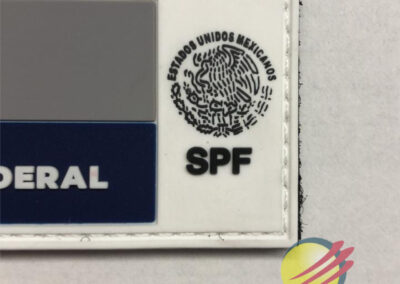 ESTADOS UNIDOS MEXICANOS
SPF
DERAL